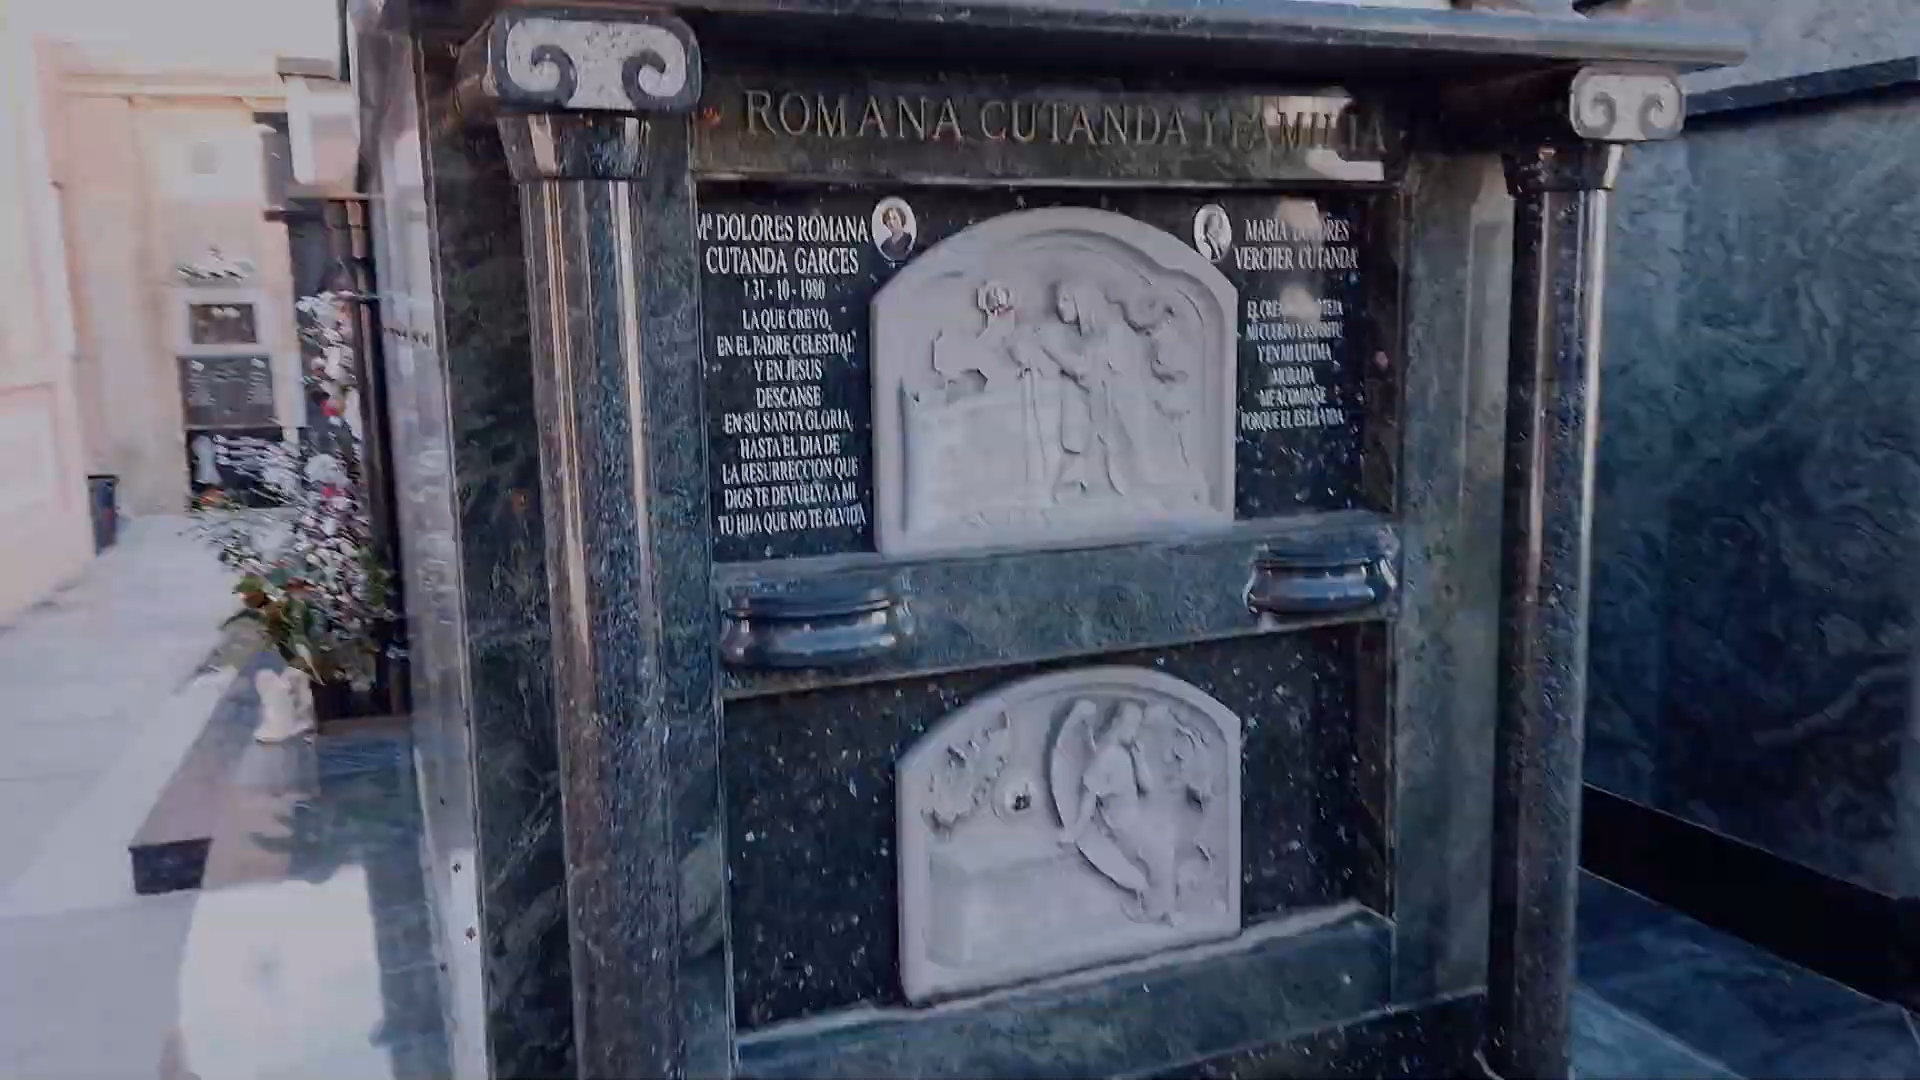 ROMANA CUTANDA Y FAMILIA
Mª DOLORES ROMANA
CUTANDA GARCES
† 31 - 10 - 1980
LA QUE CREYO,
EN EL PADRE CELESTIAL
Y EN JESUS
DESCANSE
EN SU SANTA GLORIA,
HASTA EL DIA DE
LA RESURRECCION QUE
DIOS TE DEVUELVA A MI
TU HIJA QUE NO TE OLVIDA
MARIA DOLORES
VERCHER CUTANDA
EL
MI CUERPO Y ESPIRITU
Y EN MI ULTIMA
MORADA
ME ACOMPAÑE
PORQUE EL ES LA VIDA